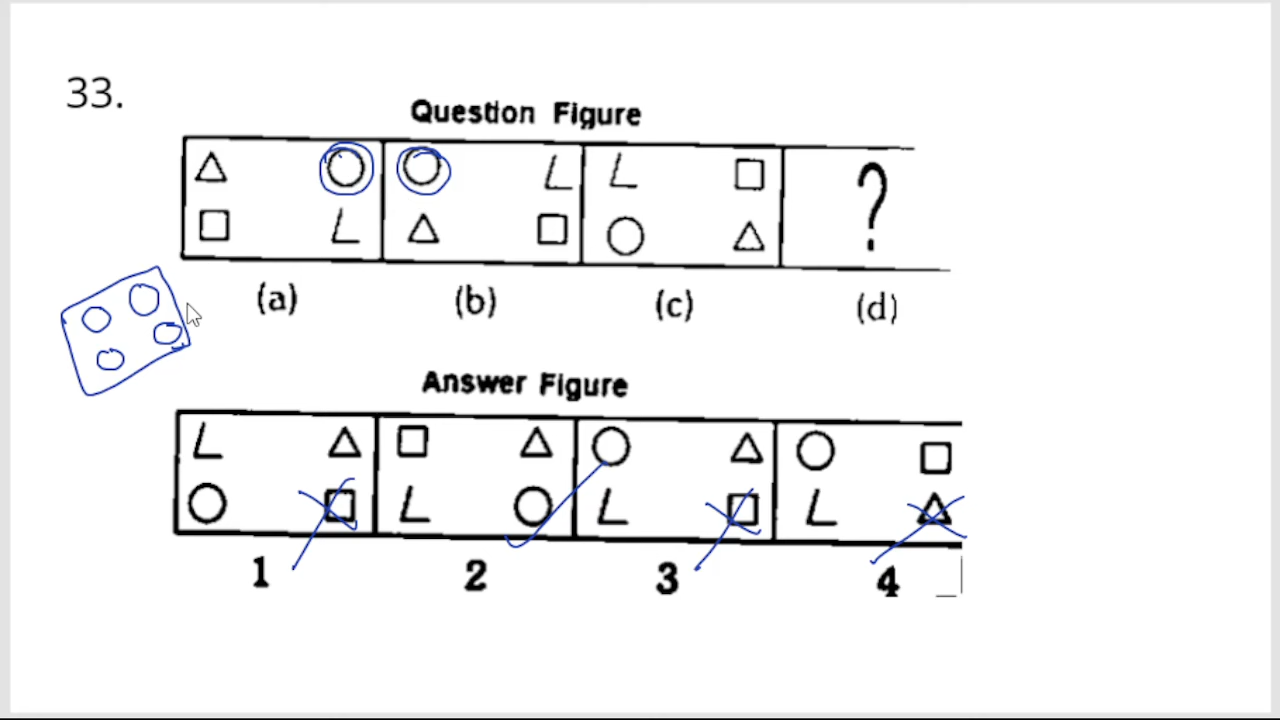 33.
Question Figure
?
(a) (b) (c) (d)
Answer Figure
1 2 3 4